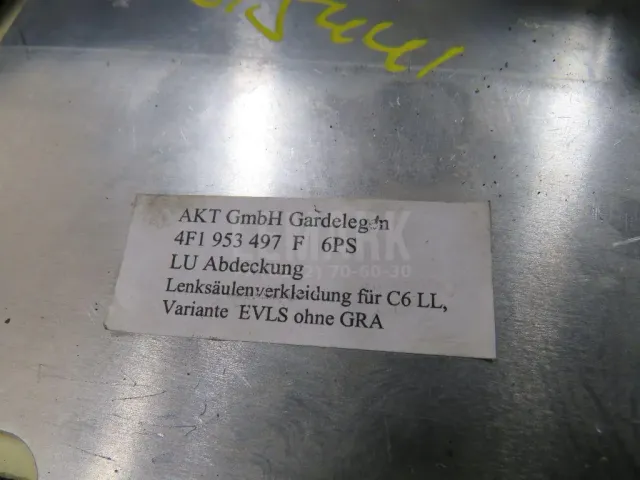 AKT GmbH Gardelegen
4F1 953 497 F 6PS
LU Abdeckung
Lenksäulenverkleidung für C6 LL,
Variante EVLS ohne GRA